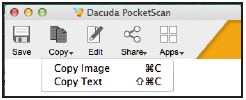 Dacuda PocketScan
Save Copy Edit Share Apps
Copy Image ⌘C
Copy Text ⇧⌘C